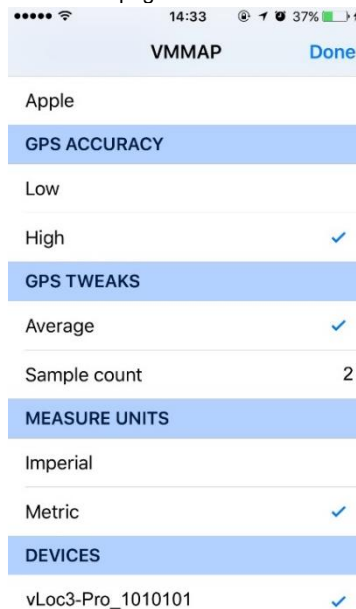 14:33 37%
VMMAP Done
Apple
GPS ACCURACY
Low
High
GPS TWEAKS
Average
Sample count 2
MEASURE UNITS
Imperial
Metric
DEVICES
vLoc3-Pro_1010101